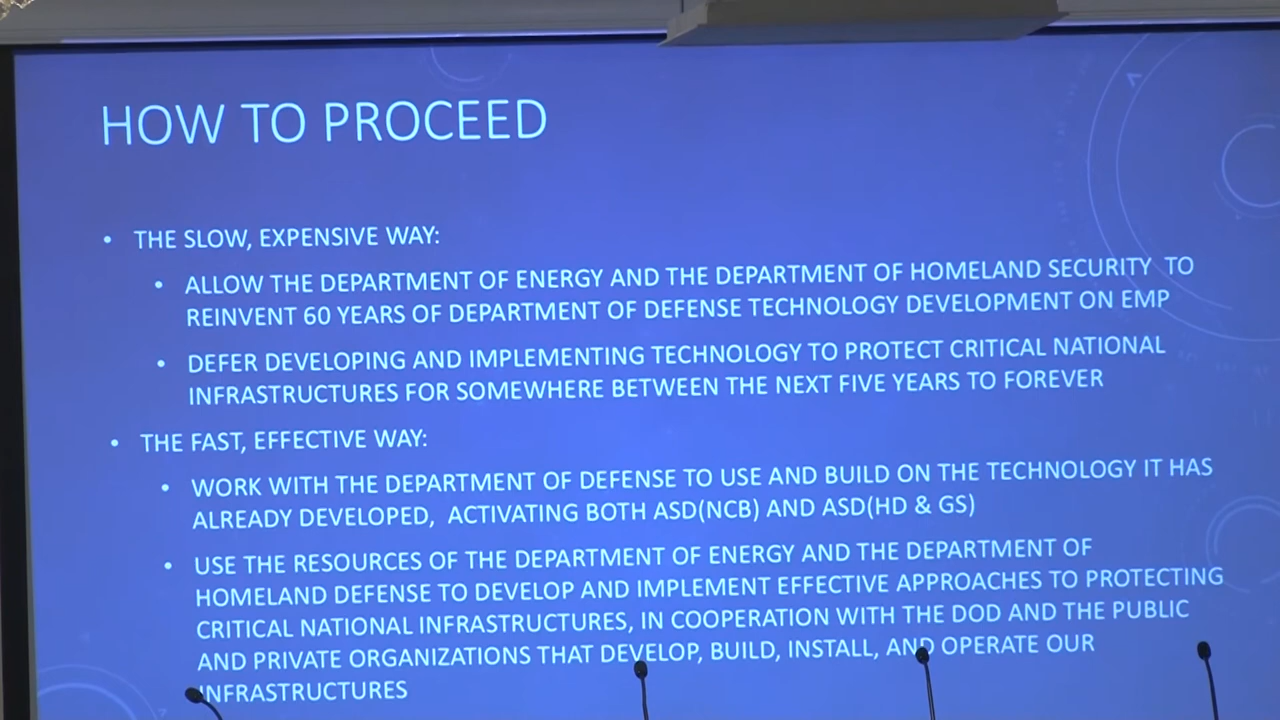 HOW TO PROCEED
• THE SLOW, EXPENSIVE WAY:
• ALLOW THE DEPARTMENT OF ENERGY AND THE DEPARTMENT OF HOMELAND SECURITY TO
REINVENT 60 YEARS OF DEPARTMENT OF DEFENSE TECHNOLOGY DEVELOPMENT ON EMP
• DEFER DEVELOPING AND IMPLEMENTING TECHNOLOGY TO PROTECT CRITICAL NATIONAL
INFRASTRUCTURES FOR SOMEWHERE BETWEEN THE NEXT FIVE YEARS TO FOREVER
• THE FAST, EFFECTIVE WAY:
• WORK WITH THE DEPARTMENT OF DEFENSE TO USE AND BUILD ON THE TECHNOLOGY IT HAS
ALREADY DEVELOPED, ACTIVATING BOTH ASD(NCB) AND ASD(HD & GS)
• USE THE RESOURCES OF THE DEPARTMENT OF ENERGY AND THE DEPARTMENT OF
HOMELAND DEFENSE TO DEVELOP AND IMPLEMENT EFFECTIVE APPROACHES TO PROTECTING
CRITICAL NATIONAL INFRASTRUCTURES, IN COOPERATION WITH THE DOD AND THE PUBLIC
AND PRIVATE ORGANIZATIONS THAT DEVELOP, BUILD, INSTALL, AND OPERATE OUR
INFRASTRUCTURES